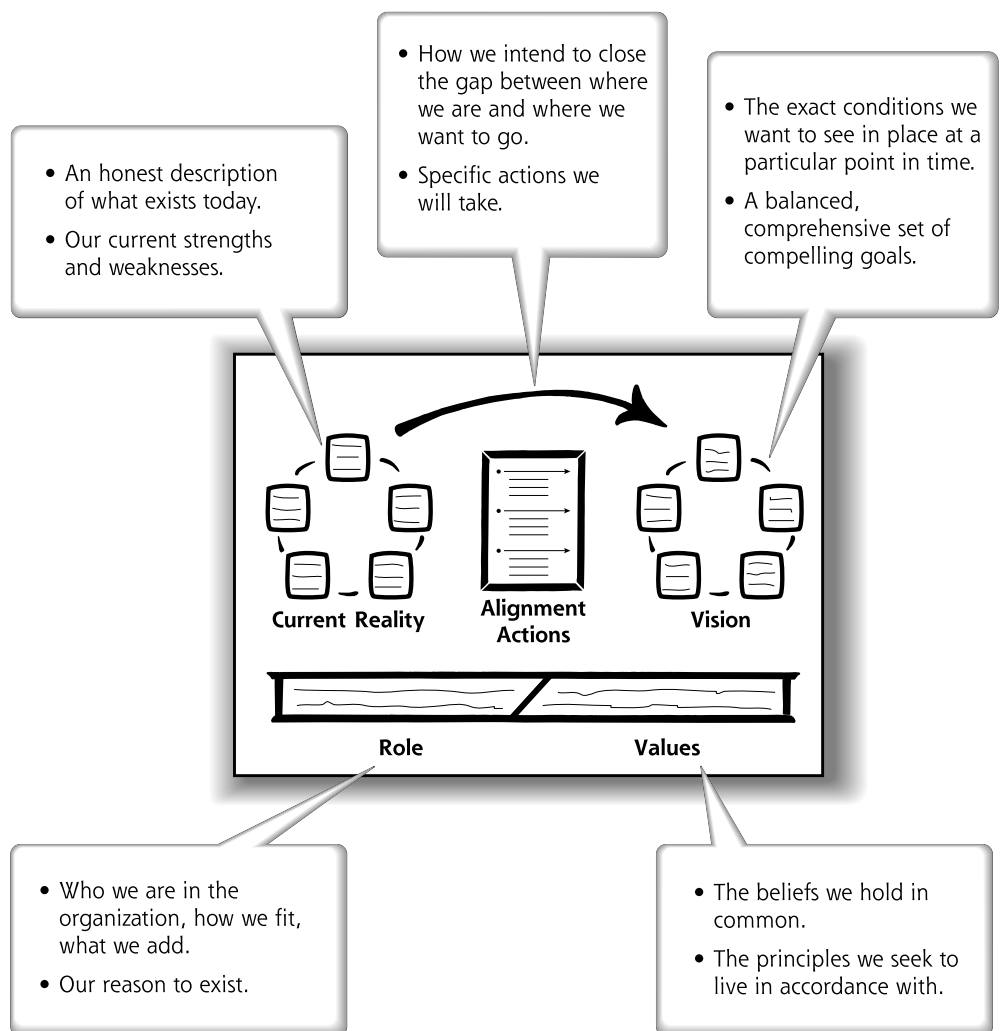 • How we intend to close
the gap between where
we are and where we
want to go.
• Specific actions we
will take.
• The exact conditions we
want to see in place at a
particular point in time.
• A balanced,
comprehensive set of
compelling goals.
• An honest description
of what exists today.
• Our current strengths
and weaknesses.
Current Reality
Alignment
Actions
Vision
Role
Values
• Who we are in the
organization, how we fit,
what we add.
• Our reason to exist.
• The beliefs we hold in
common.
• The principles we seek to
live in accordance with.